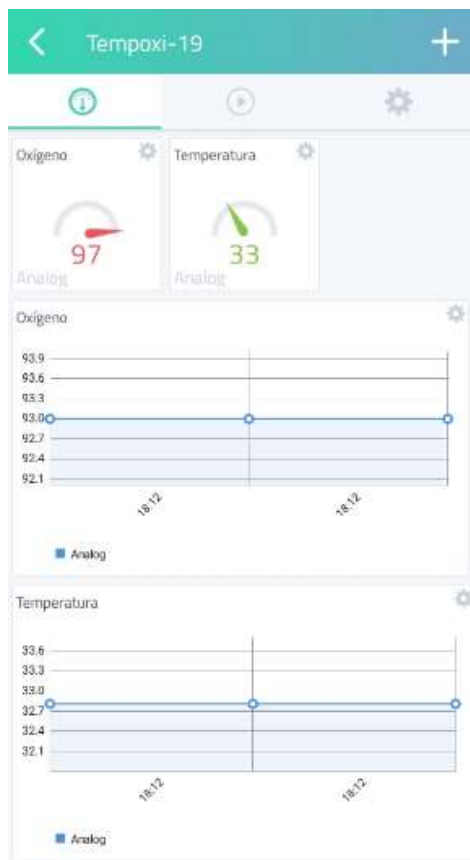 Tempoxi-19
Oxígeno
Temperatura
97
33
Analog
Analog
Oxígeno
93.9
93.6
93.3
93.0
92.7
92.4
92.1
18:12
18:12
Analog
Temperatura
33.6
33.3
33.0
32.7
32.4
32.1
18:12
18:12
Analog